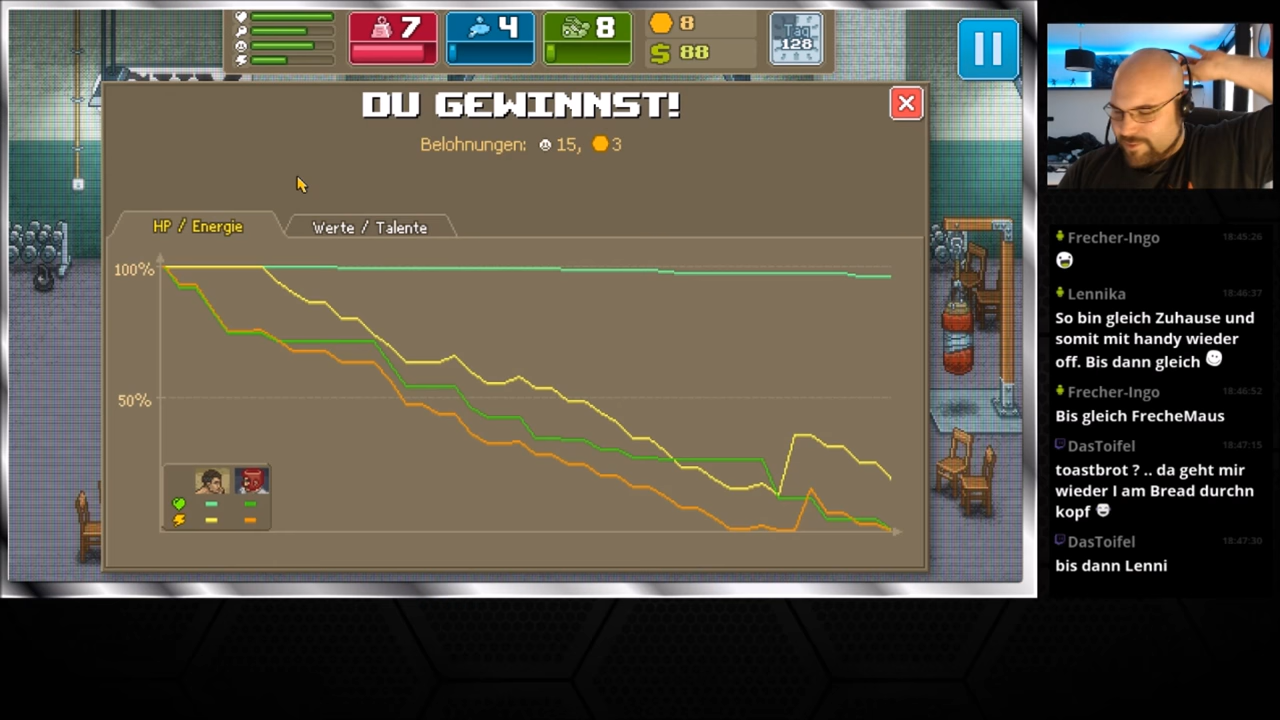 7 4 8 8
$ 88
Tag
128
DU GEWINNST!
Belohnungen: 15, 3
HP / Energie
Werte / Talente
100%
50%
Frecher-Ingo 18:45:26
Lennika 18:46:37
So bin gleich Zuhause und
somit mit handy wieder
off. Bis dann gleich
Frecher-Ingo 18:46:52
Bis gleich FrecheMaus
DasToifel 18:47:15
toastbrot ? .. da geht mir
wieder I am Bread durchn
kopf
DasToifel 18:47:30
bis dann Lenni